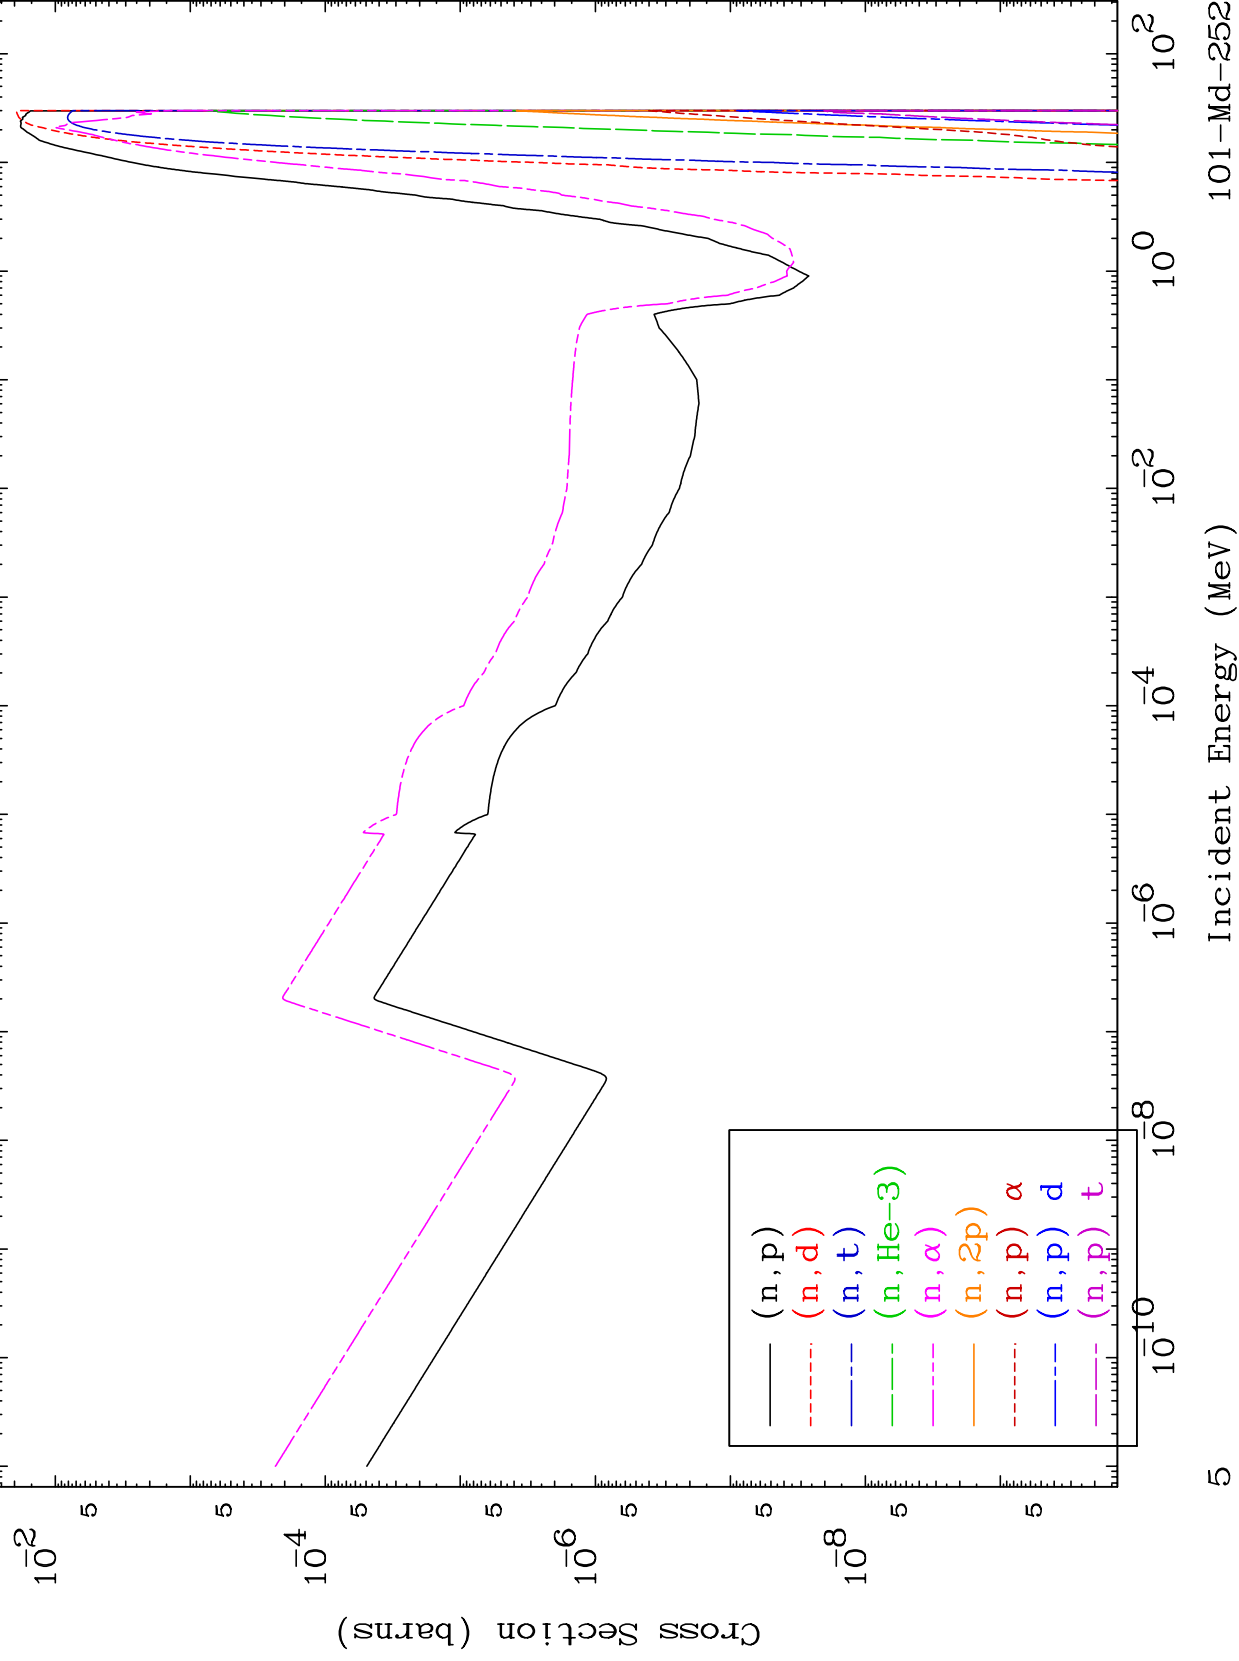 10-2
5
5
10-4
5
5
10-6
5
5
10-8
5
5
Cross Section (barns)
(n,p)
(n,d)
(n,t)
(n,He-3)
(n,α)
(n,2p)
(n,p) α
(n,p) d
(n,p) t
10-10
10-8
10-6
10-4
10-2
10 0
10 2
5
Incident Energy (MeV)
101-Md-252